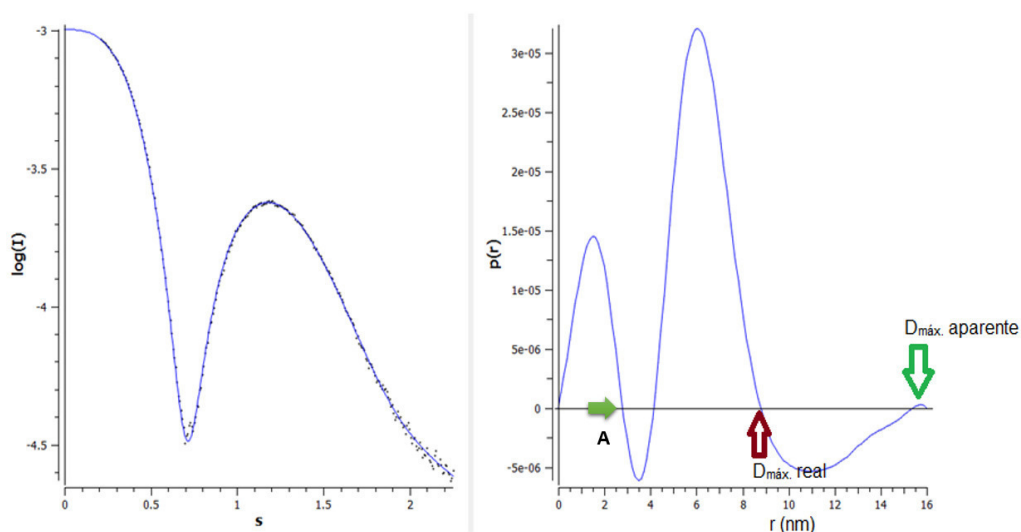 -3
-3.5
-4
-4.5
log(I)
0
0.5
1
1.5
2
s
3e-05
2.5e-05
2e-05
1.5e-05
1e-05
5e-06
0
-5e-06
p(r)
A
Dmáx. aparente
Dmáx. real
0
2
4
6
8
10
12
14
16
r (nm)